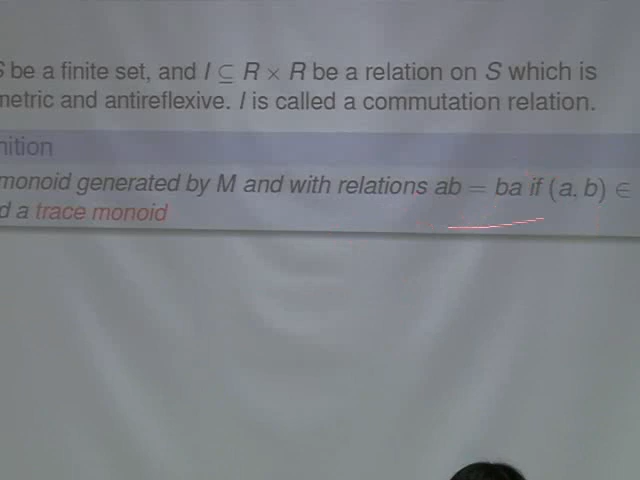 S be a finite set, and I ⊆ R × R be a relation on S which is
netric and antireflexive. I is called a commutation relation.
nition
monoid generated by M and with relations ab = ba if (a, b) ∈
d a trace monoid